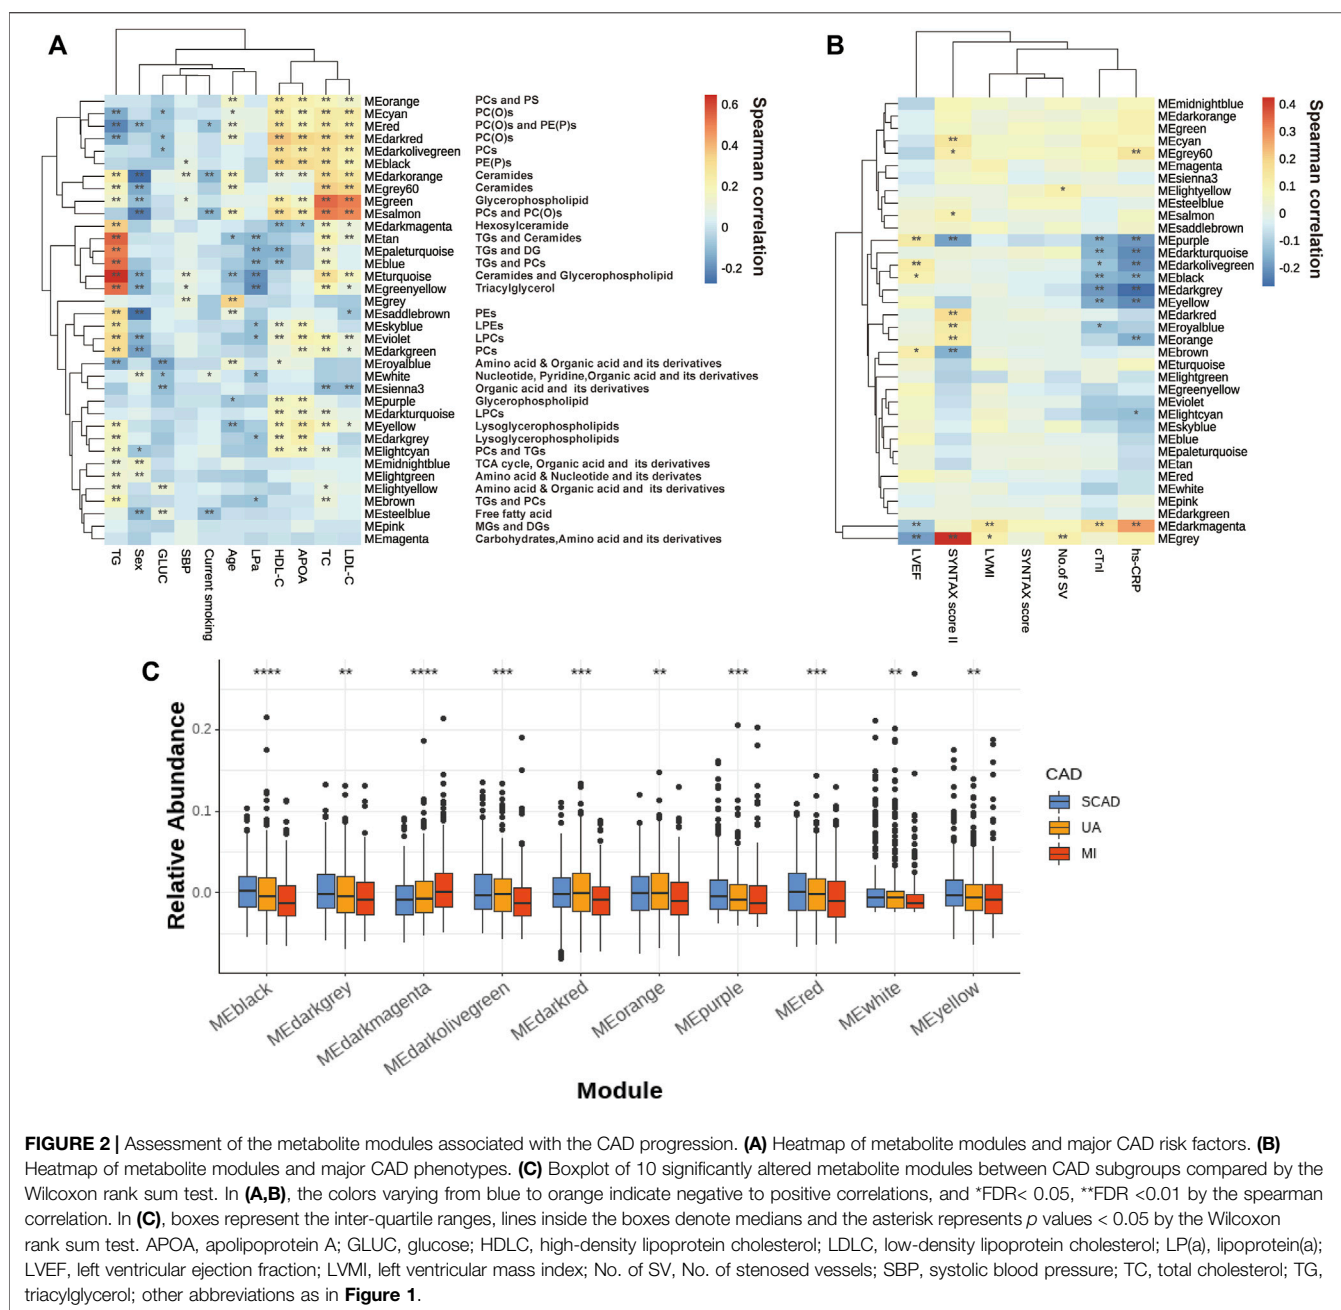 A
MEorange PCs and PS
MEcyan PC(O)s
MEred PC(O)s and PE(P)s
MEdarkred PC(O)s
MEdarkolivegreen PCs
MEblack PE(P)s
MEdarkorange Ceramides
MEgrey60 Ceramides
MEgreen Glycerophospholipid
MEsalmon PCs and PC(O)s
MEdarkmagenta Hexosylceramide
MEtan TGs and Ceramides
MEpaleturquoise TGs and DG
MEblue TGs and PCs
MEturquoise Ceramides and Glycerophospholipid
MEgreenyellow Triacylglycerol
MEgrey
MEsaddlebrown PEs
MEskyblue LPEs
MEviolet LPCs
MEdarkgreen PCs
MEroyalblue Amino acid & Organic acid and its derivatives
MEwhite Nucleotide, Pyridine,Organic acid and its derivatives
MEsienna3 Organic acid and its derivatives
MEpurple Glycerophospholipid
MEdarkturquoise LPCs
MEyellow Lysoglycerophospholipids
MEdarkgrey Lysoglycerophospholipids
MElightcyan PCs and TGs
MEmidnightblue TCA cycle, Organic acid and its derivatives
MElightgreen Amino acid & Nucleotide and its derivates
MElightyellow Amino acid & Organic acid and its derivatives
MEbrown TGs and PCs
MEsteelblue Free fatty acid
MEpink MGs and DGs
MEmagenta Carbohydrates,Amino acid and its derivatives
TG Sex GLUC SBP Current smoking Age LPa HDL-C APOA TC LDL-C
0.6
0.4
0.2
0
-0.2
Spearman correlation
B
MEmidnightblue
MEdarkorange
MEgreen
MEcyan
MEgrey60
MEmagenta
MEsienna3
MElightyellow
MEsteelblue
MEsalmon
MEsaddlebrown
MEpurple
MEdarkturquoise
MEdarkolivegreen
MEblack
MEdarkgrey
MEyellow
MEdarkred
MEroyalblue
MEorange
MEbrown
MEturquoise
MElightgreen
MEgreenyellow
MEviolet
MElightcyan
MEskyblue
MEblue
MEpaleturquoise
MEtan
MEred
MEwhite
MEpink
MEdarkgreen
MEdarkmagenta
MEgrey
LVEF SYNTAX score II LVMI SYNTAX score No.of SV cTnI hs-CRP
0.4
0.3
0.2
0.1
0
-0.1
-0.2
Spearman correlation
C
**** ** **** *** *** ** *** *** ** **
Relative Abundance
0.2
0.1
0.0
MEblack MEdarkgrey MEdarkmagenta MEdarkolivegreen MEdarkred MEorange MEpurple MEred MEwhite MEyellow
Module
CAD
SCAD
UA
MI
FIGURE 2 | Assessment of the metabolite modules associated with the CAD progression. (A) Heatmap of metabolite modules and major CAD risk factors. (B)
Heatmap of metabolite modules and major CAD phenotypes. (C) Boxplot of 10 significantly altered metabolite modules between CAD subgroups compared by the
Wilcoxon rank sum test. In (A,B), the colors varying from blue to orange indicate negative to positive correlations, and *FDR< 0.05, **FDR <0.01 by the spearman
correlation. In (C), boxes represent the inter-quartile ranges, lines inside the boxes denote medians and the asterisk represents p values < 0.05 by the Wilcoxon
rank sum test. APOA, apolipoprotein A; GLUC, glucose; HDLC, high-density lipoprotein cholesterol; LDLC, low-density lipoprotein cholesterol; LP(a), lipoprotein(a);
LVEF, left ventricular ejection fraction; LVMI, left ventricular mass index; No. of SV, No. of stenosed vessels; SBP, systolic blood pressure; TC, total cholesterol; TG,
triacylglycerol; other abbreviations as in Figure 1.